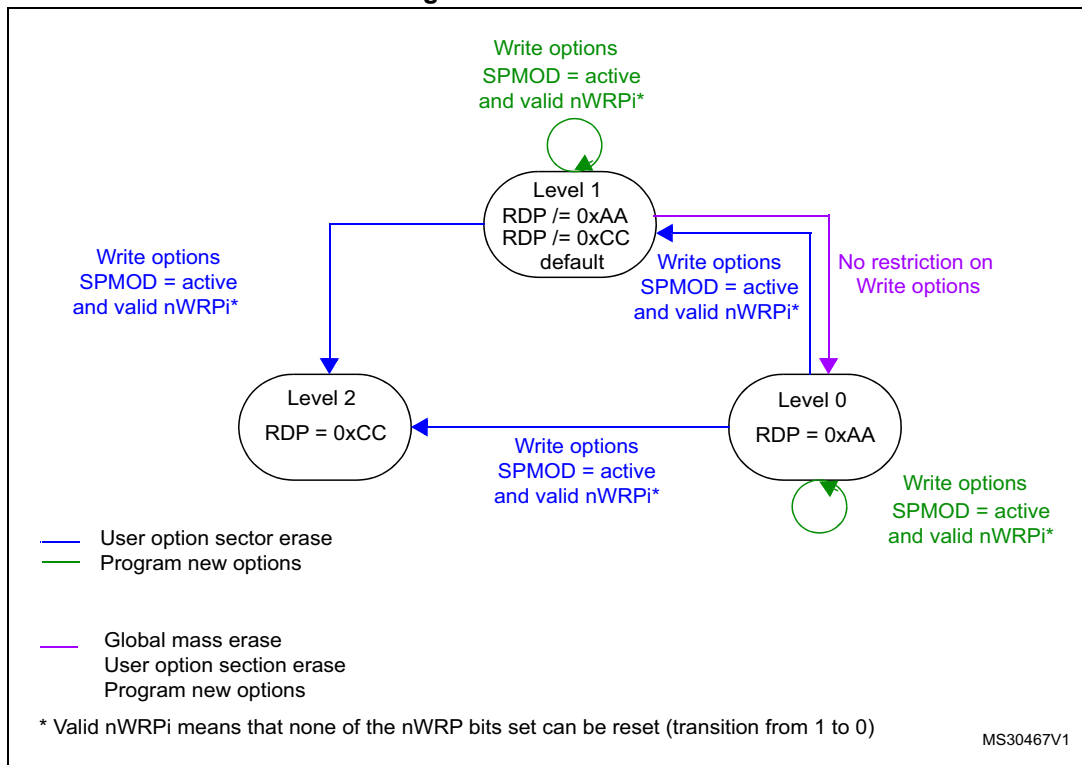 Write options
SPMOD = active
and valid nWRPi*
Level 1
RDP /= 0xAA
RDP /= 0xCC
default
Write options
SPMOD = active
and valid nWRPi*
Write options
SPMOD = active
and valid nWRPi*
No restriction on
Write options
Level 2
RDP = 0xCC
Level 0
RDP = 0xAA
Write options
SPMOD = active
and valid nWRPi*
Write options
SPMOD = active
and valid nWRPi*
User option sector erase
Program new options
Global mass erase
User option section erase
Program new options
* Valid nWRPi means that none of the nWRP bits set can be reset (transition from 1 to 0)
MS30467V1